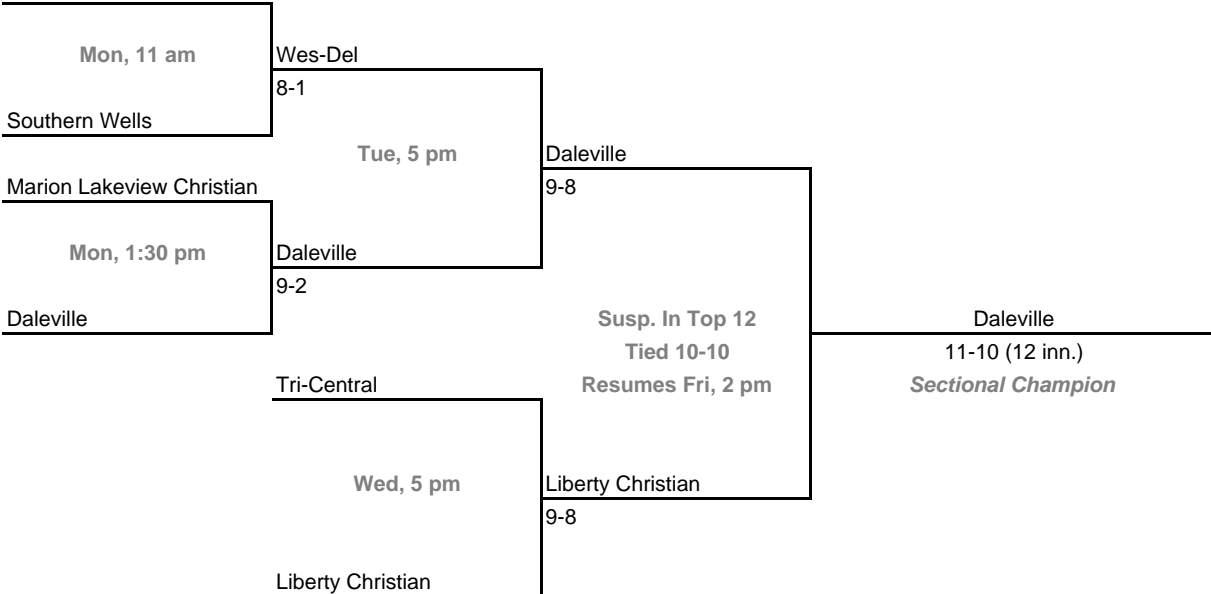 Mon, 11 am
Wes-Del
8-1
Southern Wells
Tue, 5 pm
Daleville
9-8
Marion Lakeview Christian
Mon, 1:30 pm
Daleville
9-2
Daleville
Susp. In Top 12
Tied 10-10
Resumes Fri, 2 pm
Daleville
11-10 (12 inn.)
Sectional Champion
Tri-Central
Wed, 5 pm
Liberty Christian
9-8
Liberty Christian